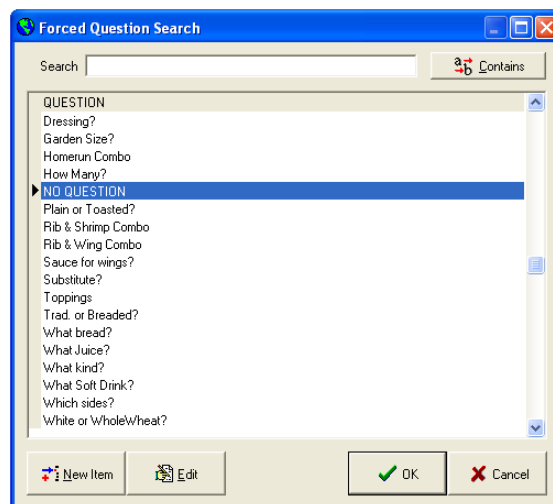 Forced Question Search
Search
a b Contains
QUESTION
Dressing?
Garden Size?
Homerun Combo
How Many?
NO QUESTION
Plain or Toasted?
Rib & Shrimp Combo
Rib & Wing Combo
Sauce for wings?
Substitute?
Toppings
Trad. or Breaded?
What bread?
What Juice?
What kind?
What Soft Drink?
Which sides?
White or WholeWheat?
New Item Edit OK Cancel